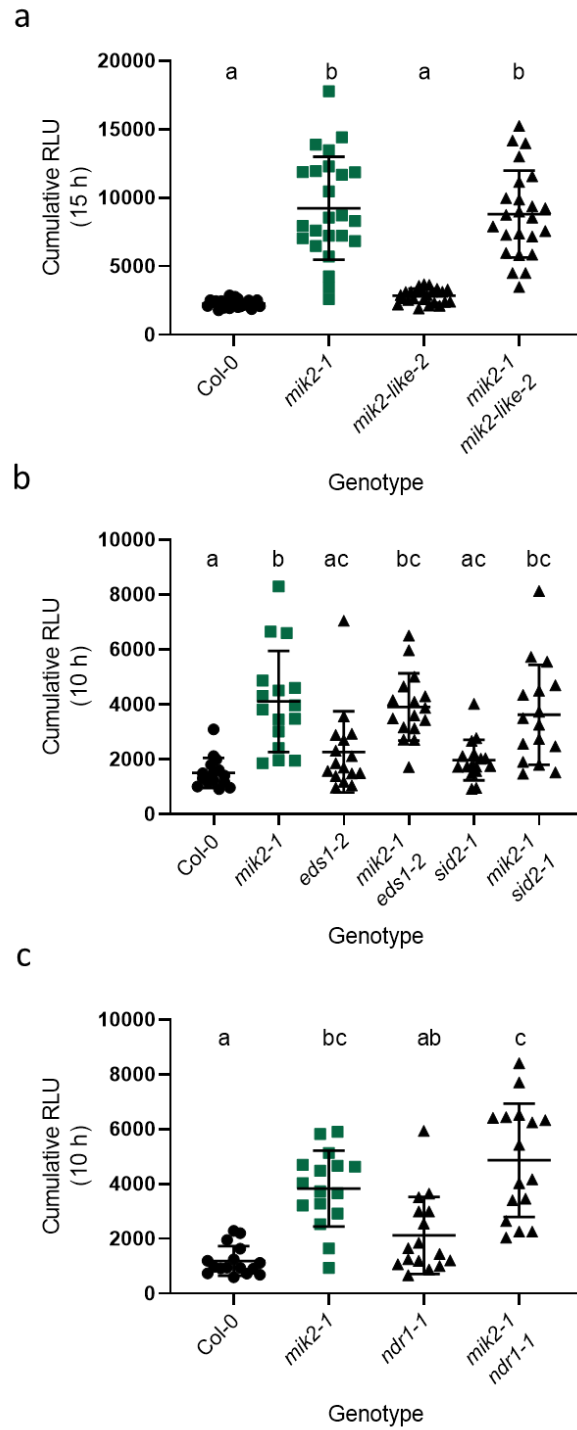 a
20000
15000
10000
5000
0
Cumulative RLU
(15 h)
a b a b
Col-0
mik2-1
mik2-like-2
mik2-1
mik2-like-2
Genotype
b
10000
8000
6000
4000
2000
0
Cumulative RLU
(10 h)
a b ac bc ac bc
Col-0
mik2-1
eds1-2
mik2-1
eds1-2
sid2-1
mik2-1
sid2-1
Genotype
c
10000
8000
6000
4000
2000
0
Cumulative RLU
(10 h)
a bc ab c
Col-0
mik2-1
ndr1-1
mik2-1
ndr1-1
Genotype